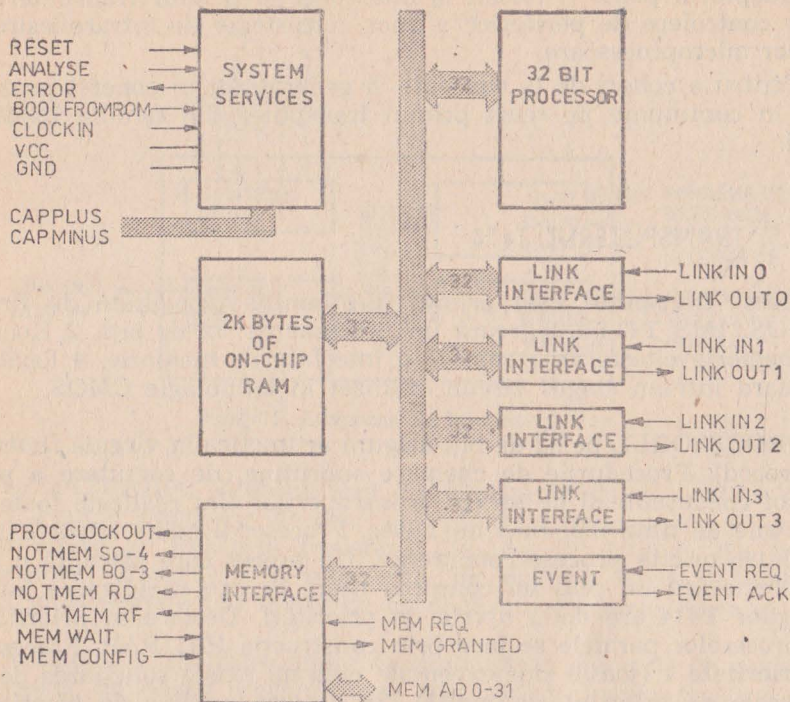 RESET
ANALYSE
ERROR
BOOLFROMROM
CLOCKIN
VCC
GND
CAPPLUS
CAPMINUS
SYSTEM
SERVICES
32
32 BIT
PROCESSOR
2K BYTES
OF
ON-CHIP
RAM
32
32
LINK
INTERFACE
LINK IN 0
LINK OUT 0
32
LINK
INTERFACE
LINK IN1
LINK OUT 1
32
LINK
INTERFACE
LINK IN2
LINK OUT 2
32
LINK
INTERFACE
LINK IN3
LINK OUT 3
PROC CLOCKOUT
NOTMEM SO-4
NOTMEM BO-3
NOTMEM RD
NOT MEM RF
MEM WAIT
MEM CONFIG
MEMORY
INTERFACE
32
MEM REQ
MEM GRANTED
MEM AD 0-31
EVENT
EVENT REQ
EVENT ACK